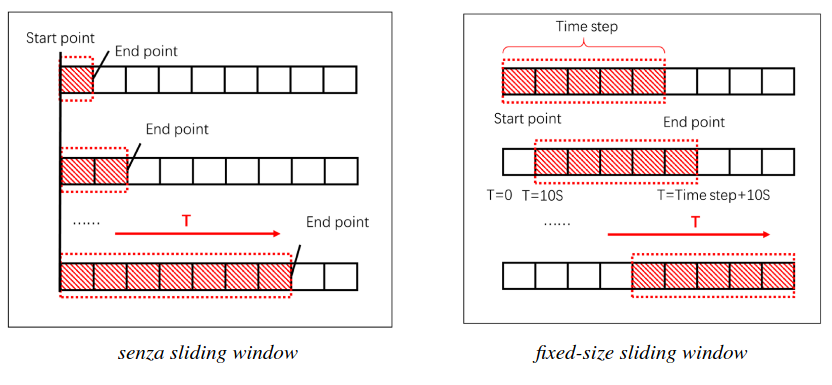 Start point
End point
End point
......
T
End point
senza sliding window
Time step
Start point
End point
T=0
T=10S
T=Time step+10S
......
T
fixed-size sliding window